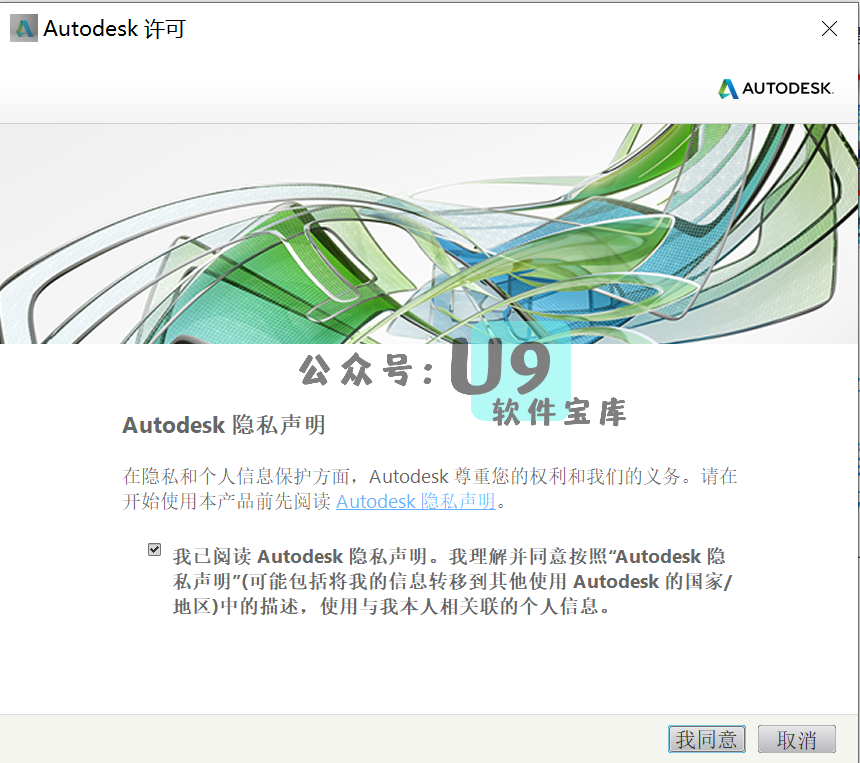 Autodesk 许可
AUTODESK.
公众号：U9
软件宝库
Autodesk 隐私声明
在隐私和个人信息保护方面，Autodesk 尊重您的权利和我们的义务。请在
开始使用本产品前先阅读 Autodesk 隐私声明。
我已阅读 Autodesk 隐私声明。我理解并同意按照“Autodesk 隐
私声明”(可能包括将我的信息转移到其他使用 Autodesk 的国家/
地区)中的描述，使用与我本人相关联的个人信息。
我同意 取消